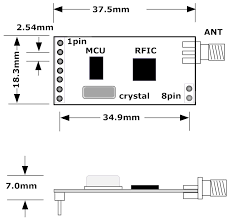 37.5mm
2.54mm
ANT
1pin
MCU
RFIC
18.3mm
crystal
8pin
34.9mm
7.0mm